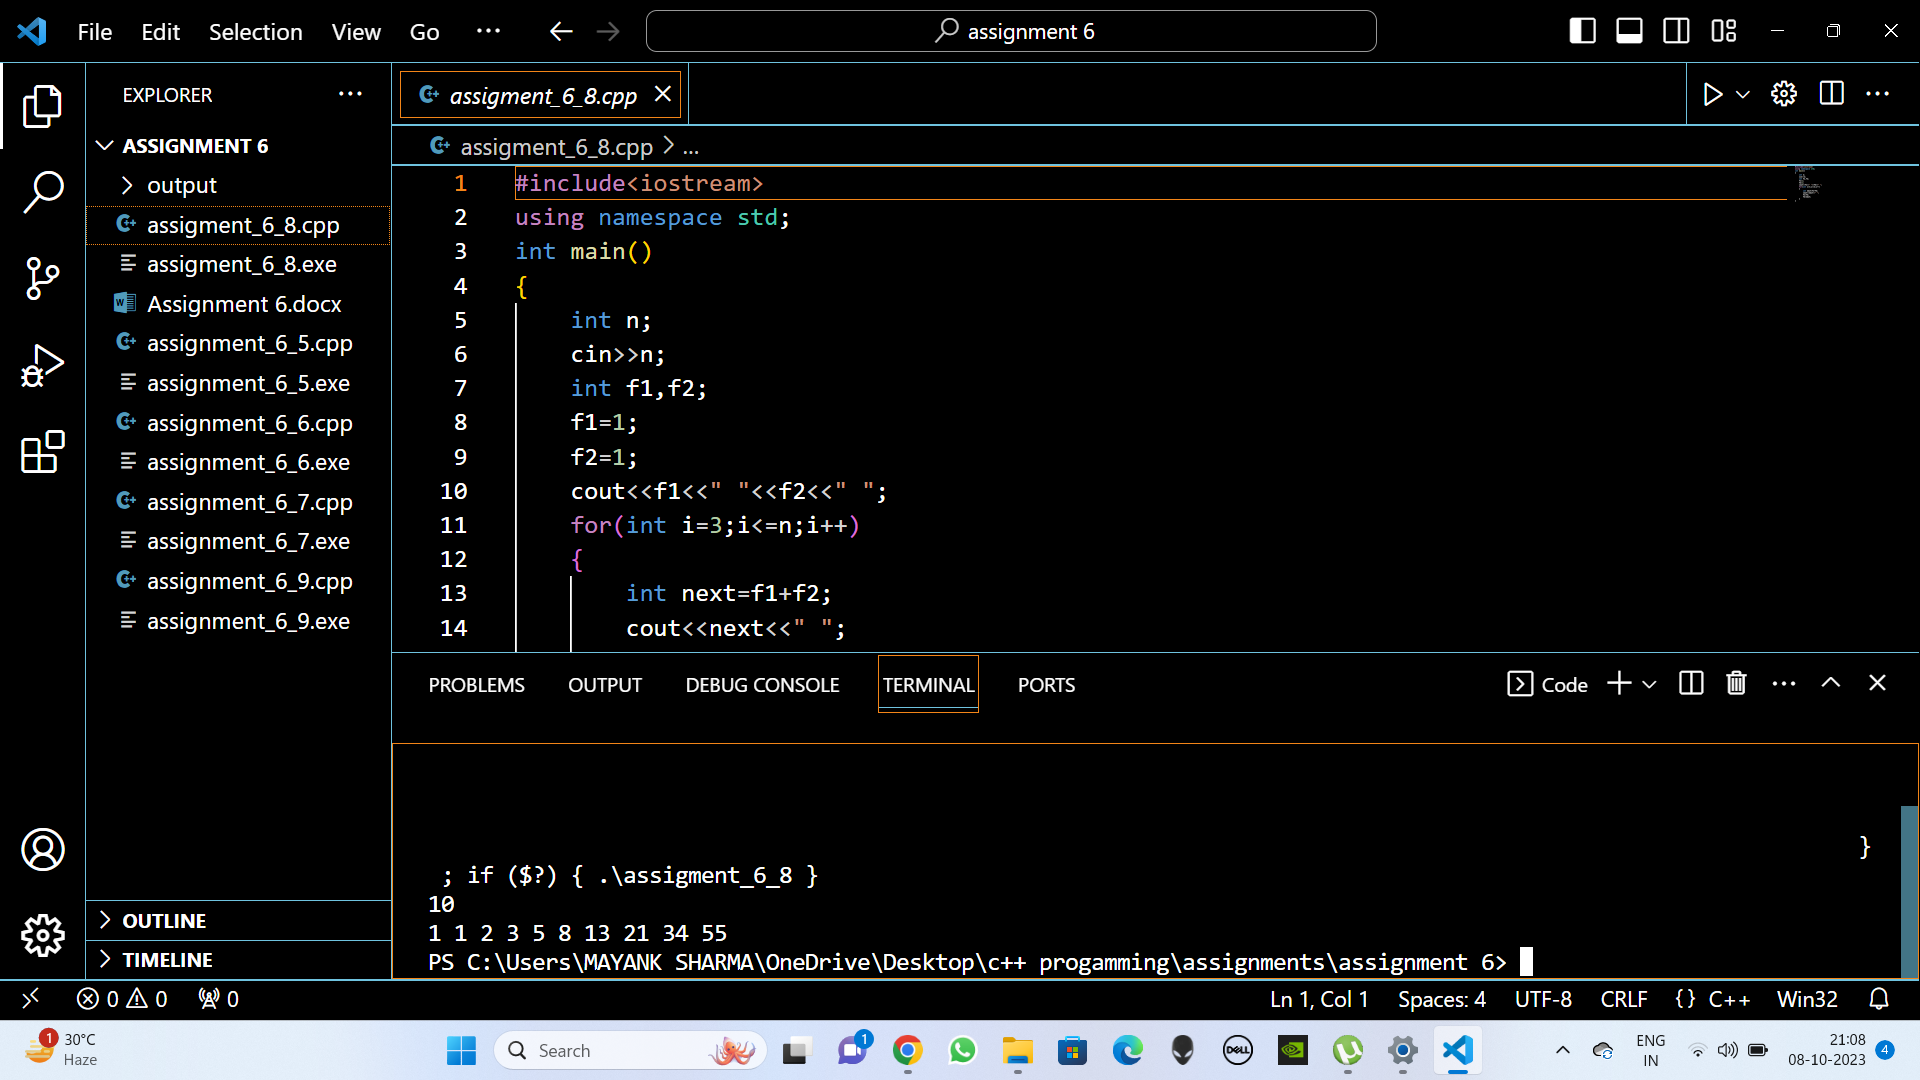 File Edit Selection View Go ... assignment 6
EXPLORER ...
ASSIGNMENT 6
output
assigment_6_8.cpp
assigment_6_8.exe
Assignment 6.docx
assignment_6_5.cpp
assignment_6_5.exe
assignment_6_6.cpp
assignment_6_6.exe
assignment_6_7.cpp
assignment_6_7.exe
assignment_6_9.cpp
assignment_6_9.exe
OUTLINE
TIMELINE
assigment_6_8.cpp
assigment_6_8.cpp > ...
1 #include<iostream>
2 using namespace std;
3 int main()
4 {
5 int n;
6 cin>>n;
7 int f1,f2;
8 f1=1;
9 f2=1;
10 cout<<f1<<" "<<f2<<" ";
11 for(int i=3;i<=n;i++)
12 {
13 int next=f1+f2;
14 cout<<next<<" ";
PROBLEMS OUTPUT DEBUG CONSOLE TERMINAL PORTS Code
}
; if ($?) { .\assigment_6_8 }
10
1 1 2 3 5 8 13 21 34 55
PS C:\Users\MAYANK SHARMA\OneDrive\Desktop\c++ progamming\assignments\assignment 6>
0 0 0 Ln 1, Col 1 Spaces: 4 UTF-8 CRLF {} C++ Win32
1 30°C
Haze
Search
1
DELL
ENG
IN
21:08
08-10-2023
4